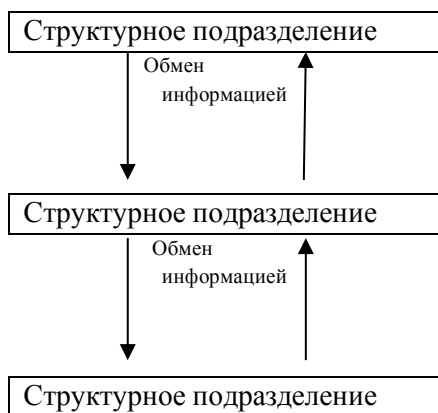 Структурное подразделение
Обмен
информацией
Структурное подразделение
Обмен
информацией
Структурное подразделение